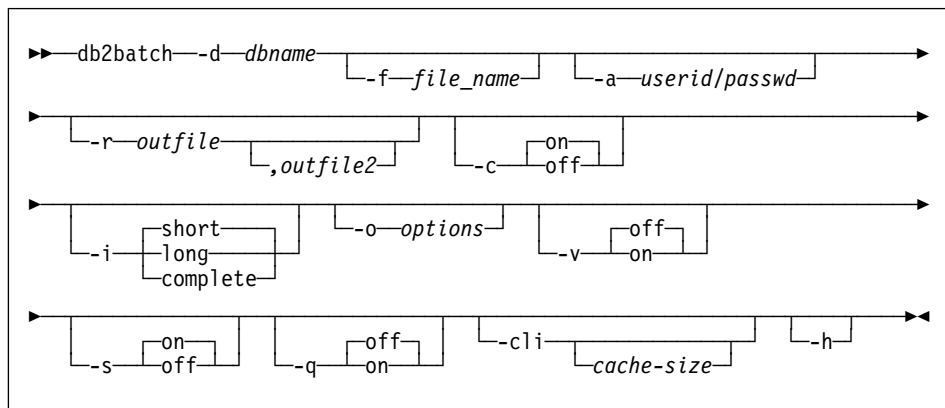 db2batch -d dbname
-f file_name -a userid/passwd
on
-r outfile -c off
,outfile2
short off
-i long -o options -v on
complete
on off
-s off -q on -cli -h
cache-size